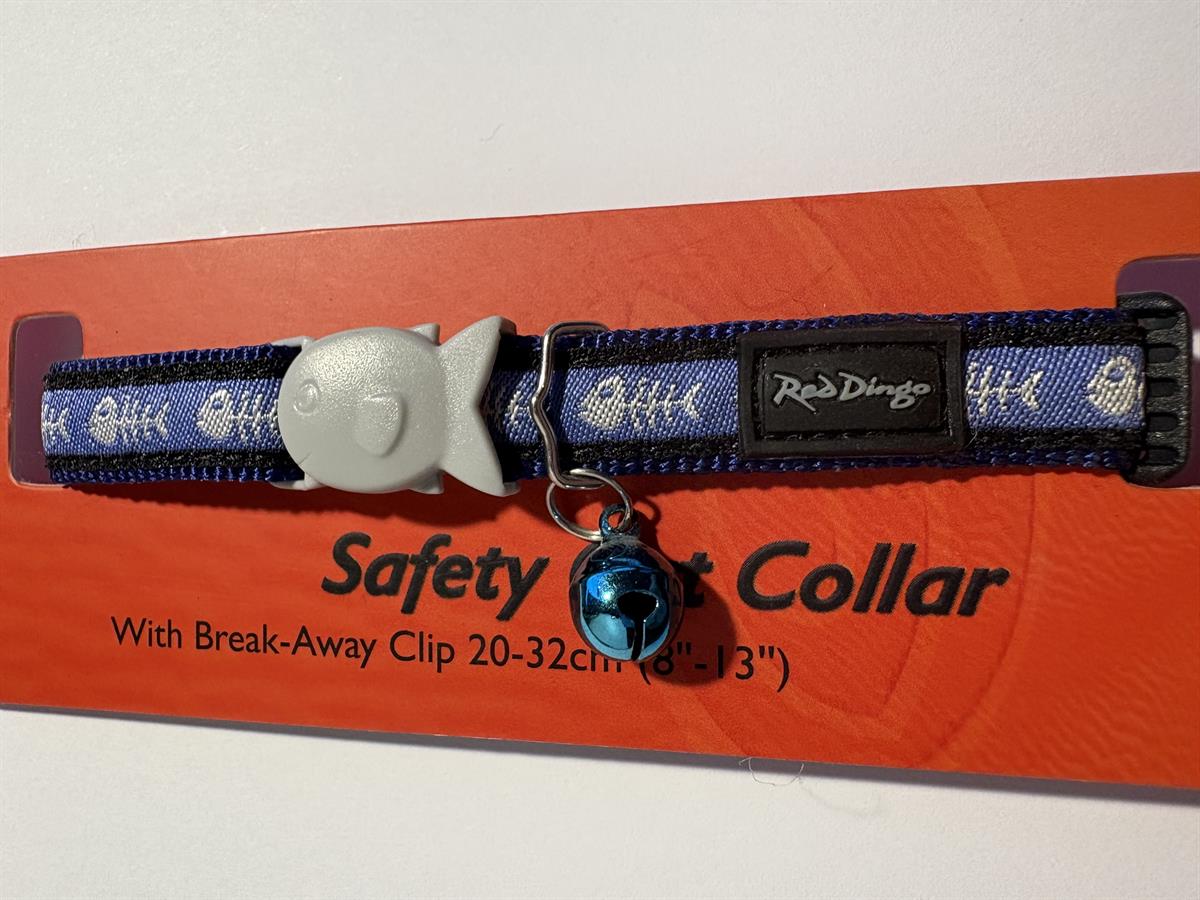 Red Dingo
Safety Collar
With Break-Away Clip 20-32cm (8"-13")